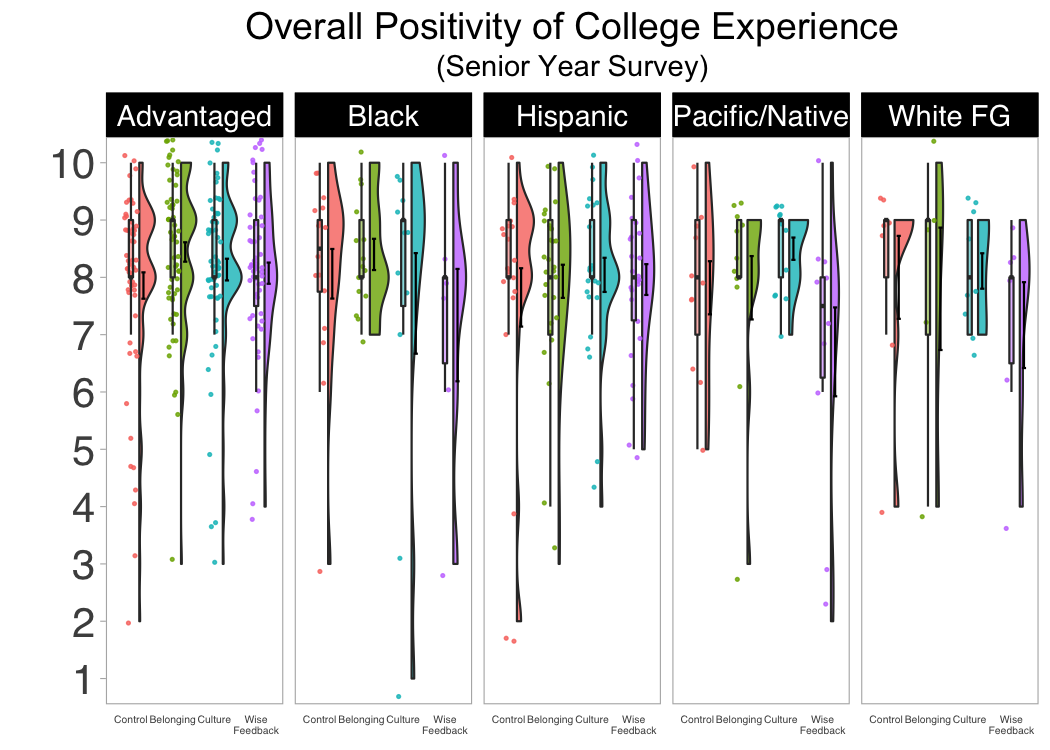 Overall Positivity of College Experience
(Senior Year Survey)
Advantaged Black Hispanic Pacific/Native White FG
10
9
8
7
6
5
4
3
2
1
Control Belonging Culture Wise Control Belonging Culture Wise Control Belonging Culture Wise Control Belonging Culture Wise Control Belonging Culture Wise
Feedback Feedback Feedback Feedback Feedback